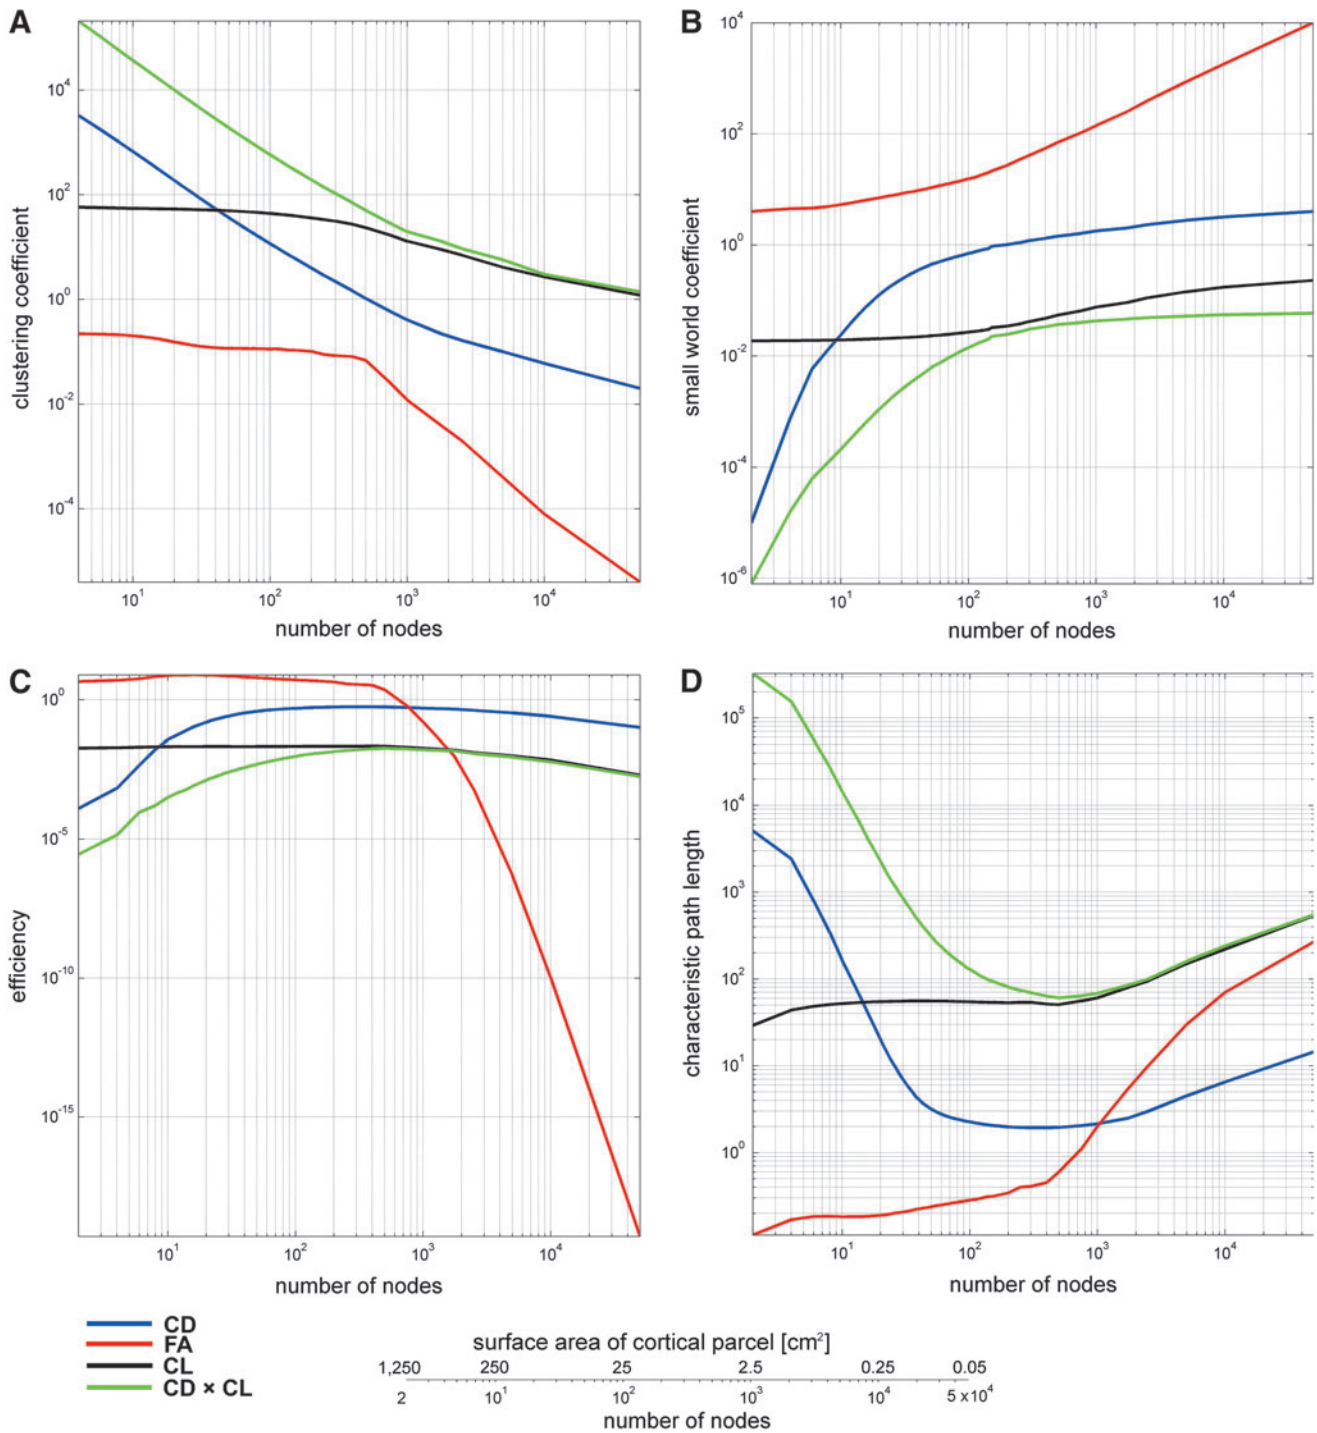 A
clustering coefficient
10^4
10^2
10^0
10^-2
10^-4
10^1 10^2 10^3 10^4
number of nodes
B
small world coefficient
10^4
10^2
10^0
10^-2
10^-4
10^-6
10^1 10^2 10^3 10^4
number of nodes
C
efficiency
10^0
10^-5
10^-10
10^-15
10^1 10^2 10^3 10^4
number of nodes
D
characteristic path length
10^5
10^4
10^3
10^2
10^1
10^0
10^1 10^2 10^3 10^4
number of nodes
CD
FA
CL
CD × CL
surface area of cortical parcel [cm²]
1,250 250 25 2.5 0.25 0.05
2 10^1 10^2 10^3 10^4 5 x10^4
number of nodes